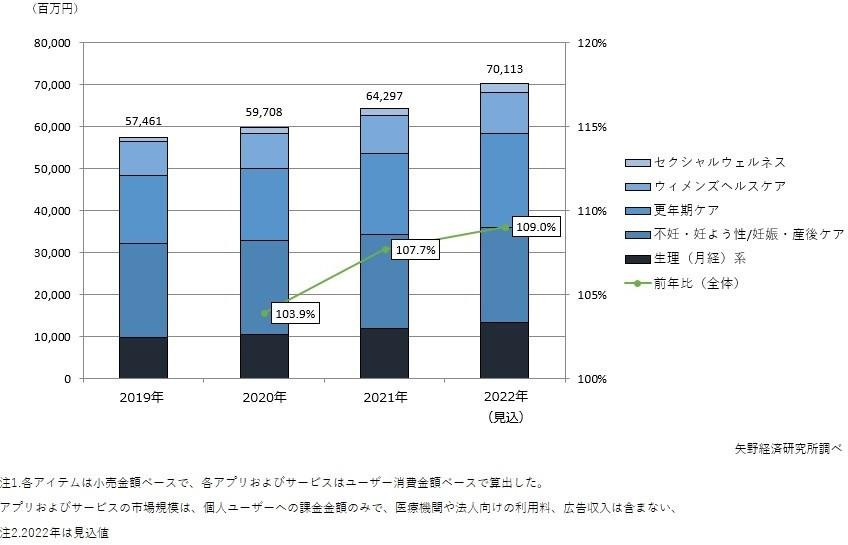 （百万円）
80,000
70,000
60,000
50,000
40,000
30,000
20,000
10,000
0
120%
115%
110%
105%
100%
57,461
59,708
64,297
70,113
103.9%
107.7%
109.0%
2019年
2020年
2021年
2022年
（見込）
セクシャルウェルネス
ウィメンズヘルスケア
更年期ケア
不妊・妊よう性/妊娠・産後ケア
生理（月経）系
前年比（全体）
矢野経済研究所調べ
注1.各アイテムは小売金額ベースで、各アプリおよびサービスはユーザー消費金額ベースで算出した。
アプリおよびサービスの市場規模は、個人ユーザーへの課金金額のみで、医療機関や法人向けの利用料、広告収入は含まない、
注2.2022年は見込値